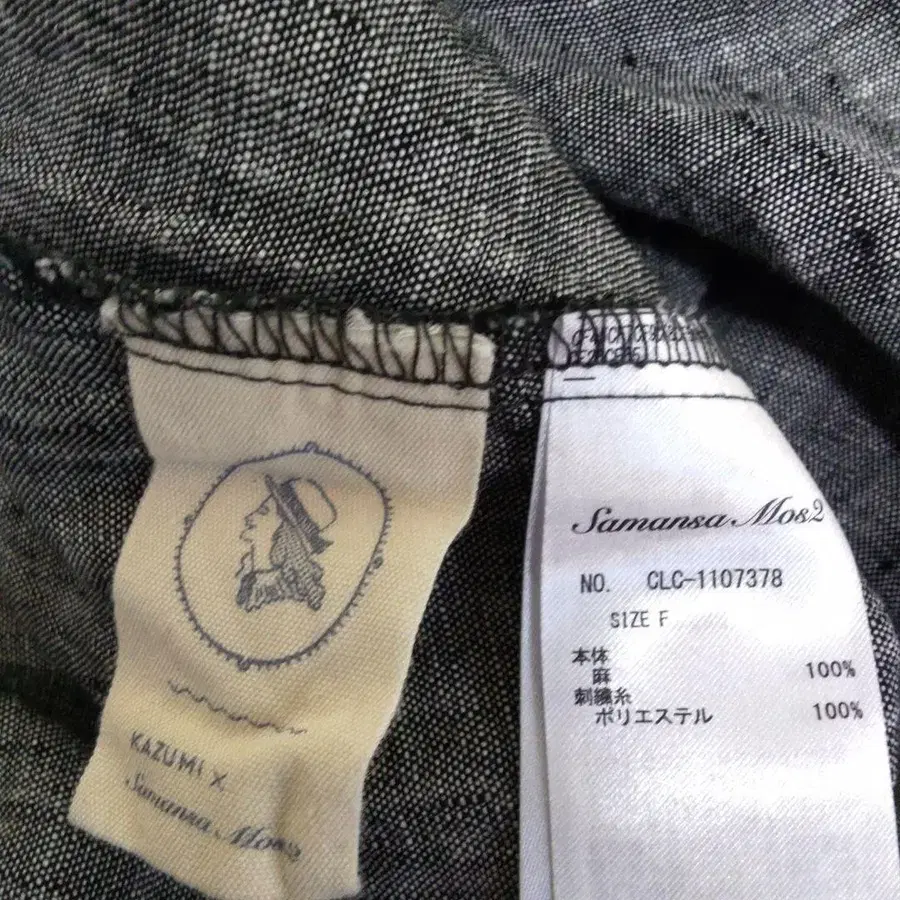 KAZUMI X
Samansa Mos2
Samansa Mos2
NO. CLC-1107378
SIZE F
本体
麻 100%
刺繍糸
ポリエステル 100%